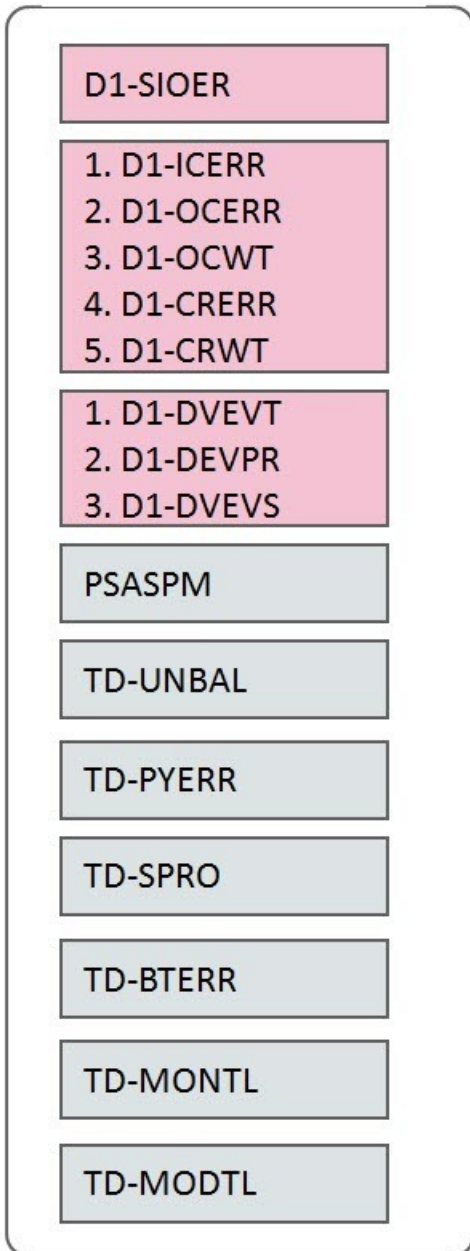 D1-SIOER
1. D1-ICERR
2. D1-OCERR
3. D1-OCWT
4. D1-CRERR
5. D1-CRWT
1. D1-DVEVT
2. D1-DEVPR
3. D1-DVEVS
PSASPM
TD-UNBAL
TD-PYERR
TD-SPRO
TD-BTERR
TD-MONTL
TD-MODTL